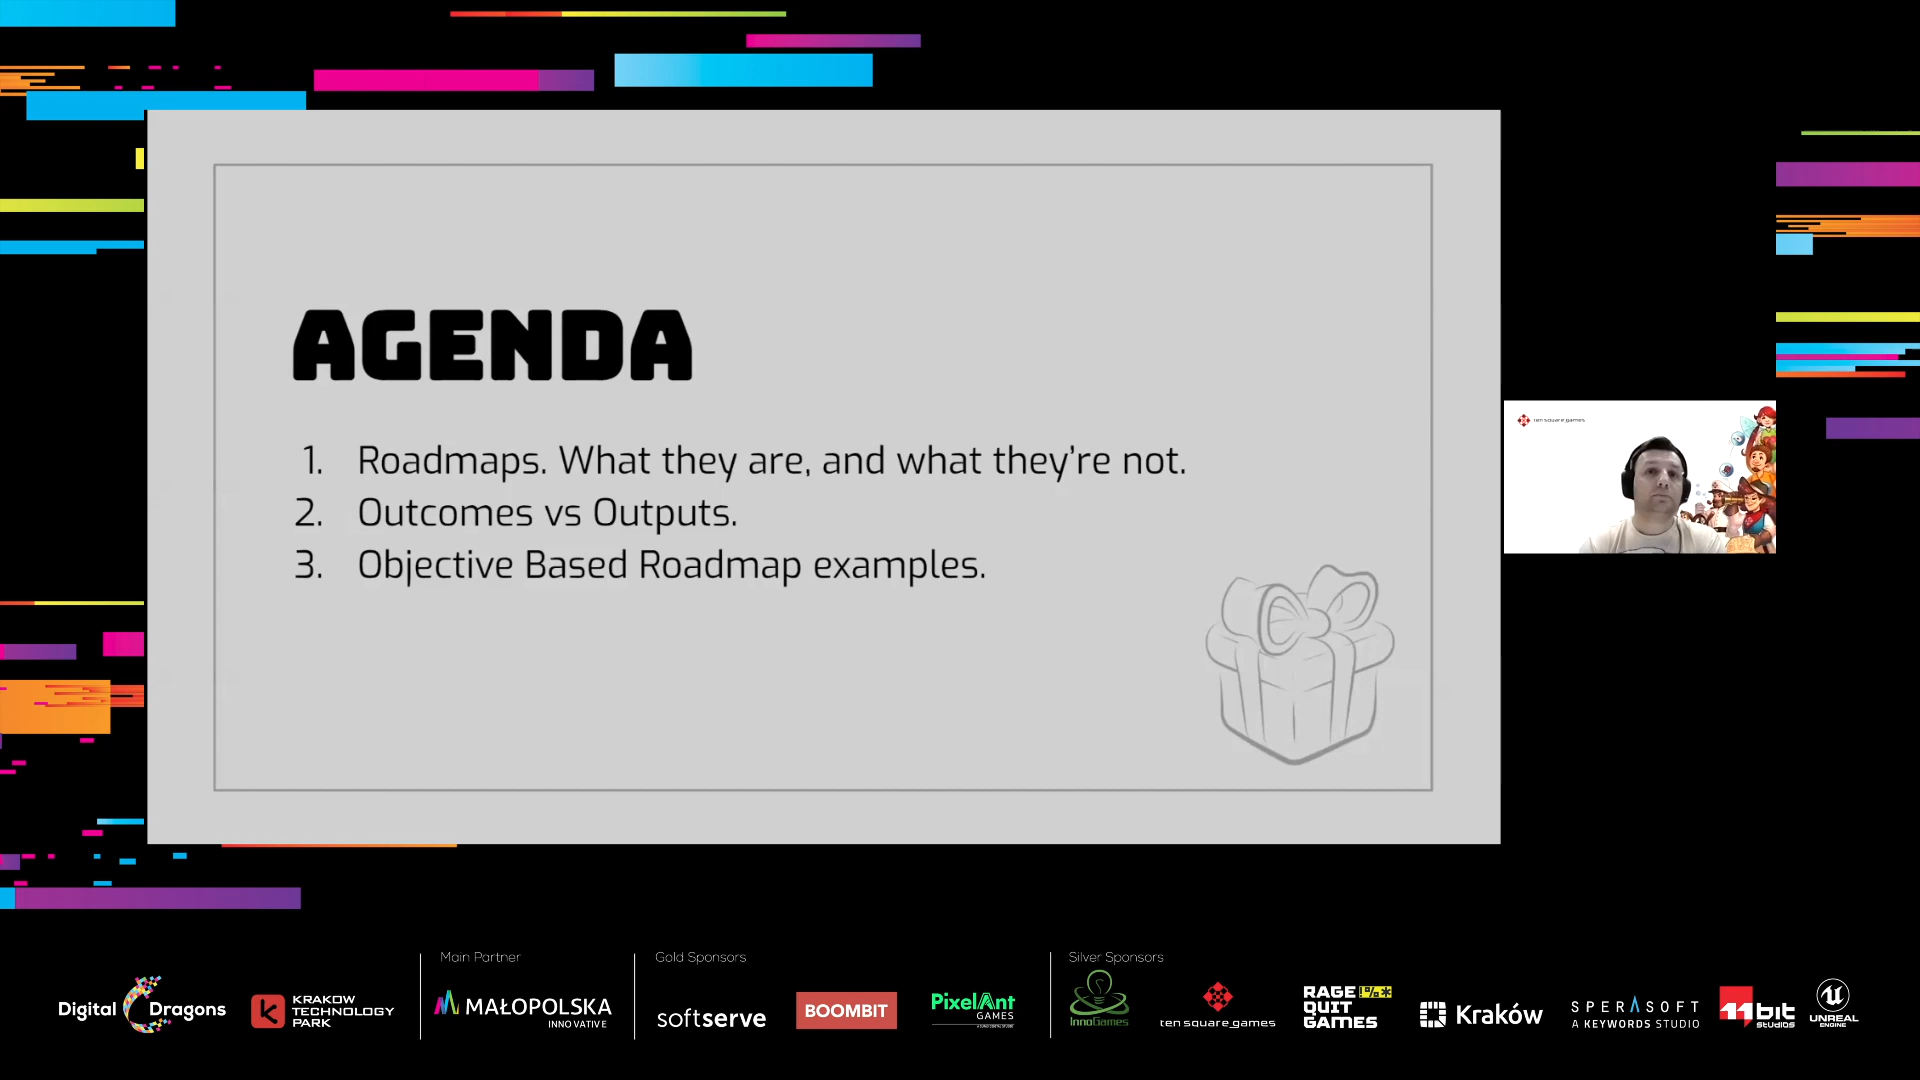 AGENDA
1. Roadmaps. What they are, and what they're not.
2. Outcomes vs Outputs.
3. Objective Based Roadmap examples.
ten square games
Main Partner
Gold Sponsors
Silver Sponsors
Digital Dragons
KRAKOW
TECHNOLOGY
PARK
MAŁOPOLSKA
INNOVATIVE
softserve
BOOMBIT
PixelAnt
GAMES
InnoGames
ten square games
RAGE !%*
QUIT
GAMES
Kraków
SPERASOFT
A KEYWORDS STUDIO
11 bit
studios
UNREAL
ENGINE